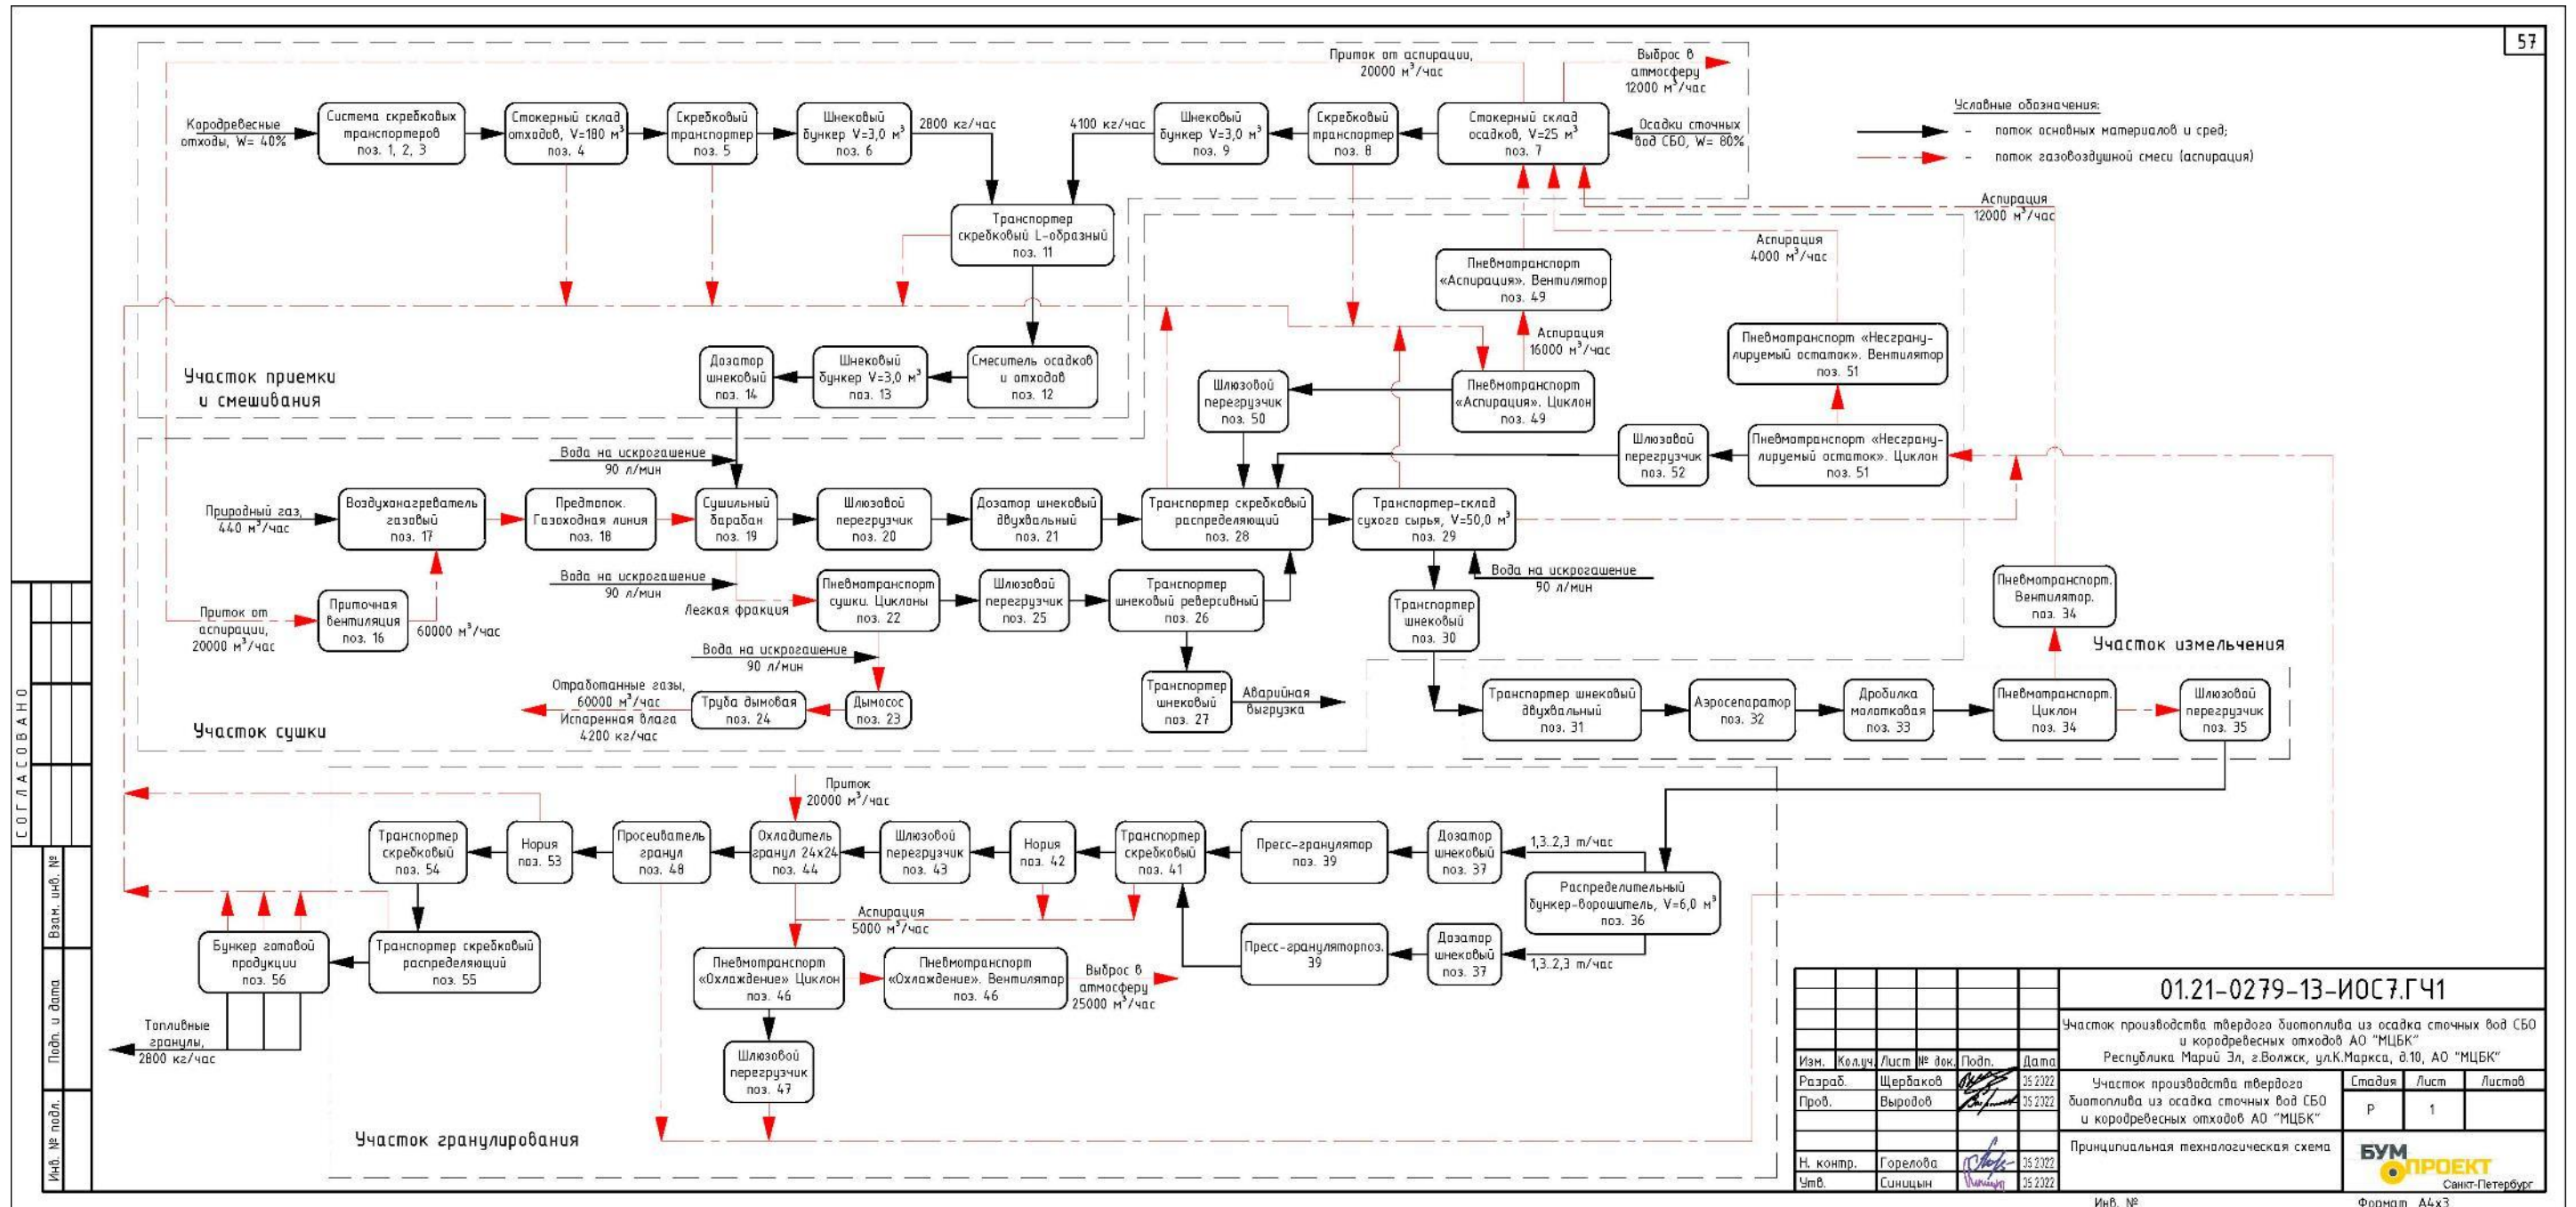 57
Приток от аспирации,
20000 м³/час
Выброс в
атмосферу
12000 м³/час
Условные обозначения:
– поток основных материалов и сред;
– поток газовоздушной смеси (аспирация)
Кородревесные
отходы, W= 40%
Система скребковых
транспортеров
поз. 1, 2, 3
Стокерный склад
отходов, V=180 м³
поз. 4
Скребковый
транспортер
поз. 5
Шнековый
бункер V=3,0 м³
поз. 6
2800 кг/час
4100 кг/час
Шнековый
бункер V=3,0 м³
поз. 9
Скребковый
транспортер
поз. 8
Стокерный склад
осадков, V=25 м³
поз. 7
Осадки сточных
вод СБО, W= 80%
Транспортер
скребковый L-образный
поз. 11
Аспирация
12000 м³/час
Аспирация
4000 м³/час
Пневмотранспорт
«Аспирация». Вентилятор
поз. 49
Аспирация
16000 м³/час
Пневмотранспорт «Несграну-
лируемый остаток». Вентилятор
поз. 51
Участок приемки
и смешивания
Дозатор
шнековый
поз. 14
Шнековый
бункер V=3,0 м³
поз. 13
Смеситель осадков
и отходов
поз. 12
Шлюзовой
перегрузчик
поз. 50
Пневмотранспорт
«Аспирация». Циклон
поз. 49
Шлюзовой
перегрузчик
поз. 52
Пневмотранспорт «Несграну-
лируемый остаток». Циклон
поз. 51
Вода на искрогашение
90 л/мин
Природный газ,
440 м³/час
Воздухонагреватель
газовый
поз. 17
Предтопок.
Газоходная линия
поз. 18
Сушильный
барабан
поз. 19
Шлюзовой
перегрузчик
поз. 20
Дозатор шнековый
двухвальный
поз. 21
Транспортер скребковый
распределяющий
поз. 28
Транспортер-склад
сухого сырья, V=50,0 м³
поз. 29
Вода на искрогашение
90 л/мин
Легкая фракция
Пневмотранспорт
сушки. Циклоны
поз. 22
Шлюзовой
перегрузчик
поз. 25
Транспортер
шнековый реверсивный
поз. 26
Вода на искрогашение
90 л/мин
Транспортер
шнековый
поз. 30
Пневмотранспорт.
Вентилятор.
поз. 34
Приток от
аспирации,
20000 м³/час
Приточная
вентиляция
поз. 16
60000 м³/час
Вода на искрогашение
90 л/мин
Участок измельчения
Отработанные газы,
60000 м³/час
Испаренная влага
4200 кг/час
Труба дымовая
поз. 24
Дымосос
поз. 23
Транспортер
шнековый
поз. 27
Аварийная
выгрузка
Транспортер шнековый
двухвальный
поз. 31
Аэросепаратор
поз. 32
Дробилка
молотковая
поз. 33
Пневмотранспорт.
Циклон
поз. 34
Шлюзовой
перегрузчик
поз. 35
Участок сушки
Приток
20000 м³/час
Транспортер
скребковый
поз. 54
Нория
поз. 53
Просеиватель
гранул
поз. 48
Охладитель
гранул 24x24
поз. 44
Шлюзовой
перегрузчик
поз. 43
Нория
поз. 42
Транспортер
скребковый
поз. 41
Пресс-гранулятор
поз. 39
Дозатор
шнековый
поз. 37
1,3..2,3 т/час
Распределительный
бункер-ворошитель, V=6,0 м³
поз. 36
Аспирация
5000 м³/час
Бункер готовой
продукции
поз. 56
Транспортер скребковый
распределяющий
поз. 55
Пневмотранспорт
«Охлаждение» Циклон
поз. 46
Пневмотранспорт
«Охлаждение». Вентилятор
поз. 46
Выброс в
атмосферу
25000 м³/час
Пресс-грануляторпоз.
39
Дозатор
шнековый
поз. 37
1,3..2,3 т/час
Топливные
гранулы,
2800 кг/час
Шлюзовой
перегрузчик
поз. 47
Участок гранулирования
СОГЛАСОВАНО
Взам. инв. №
Подп. и дата
Инв. № подл.
01.21-0279-13-ИОС7.ГЧ1
Участок производства твердого биотоплива из осадка сточных вод СБО
и кородревесных отходов АО "МЦБК"
Республика Марий Эл, г.Волжск, ул.К.Маркса, д.10, АО "МЦБК"
Изм. Кол.уч. Лист № док. Подп. Дата
Разраб. Щербаков 05.2022
Пров. Выродов 05.2022
Н. контр. Горелова 05.2022
Утв. Синицын 05.2022
Участок производства твердого
биотоплива из осадка сточных вод СБО
и кородревесных отходов АО "МЦБК"
Стадия Лист Листов
Р 1
Принципиальная технологическая схема
БУМ
ПРОЕКТ
Санкт-Петербург
Инв. № Формат А4х3